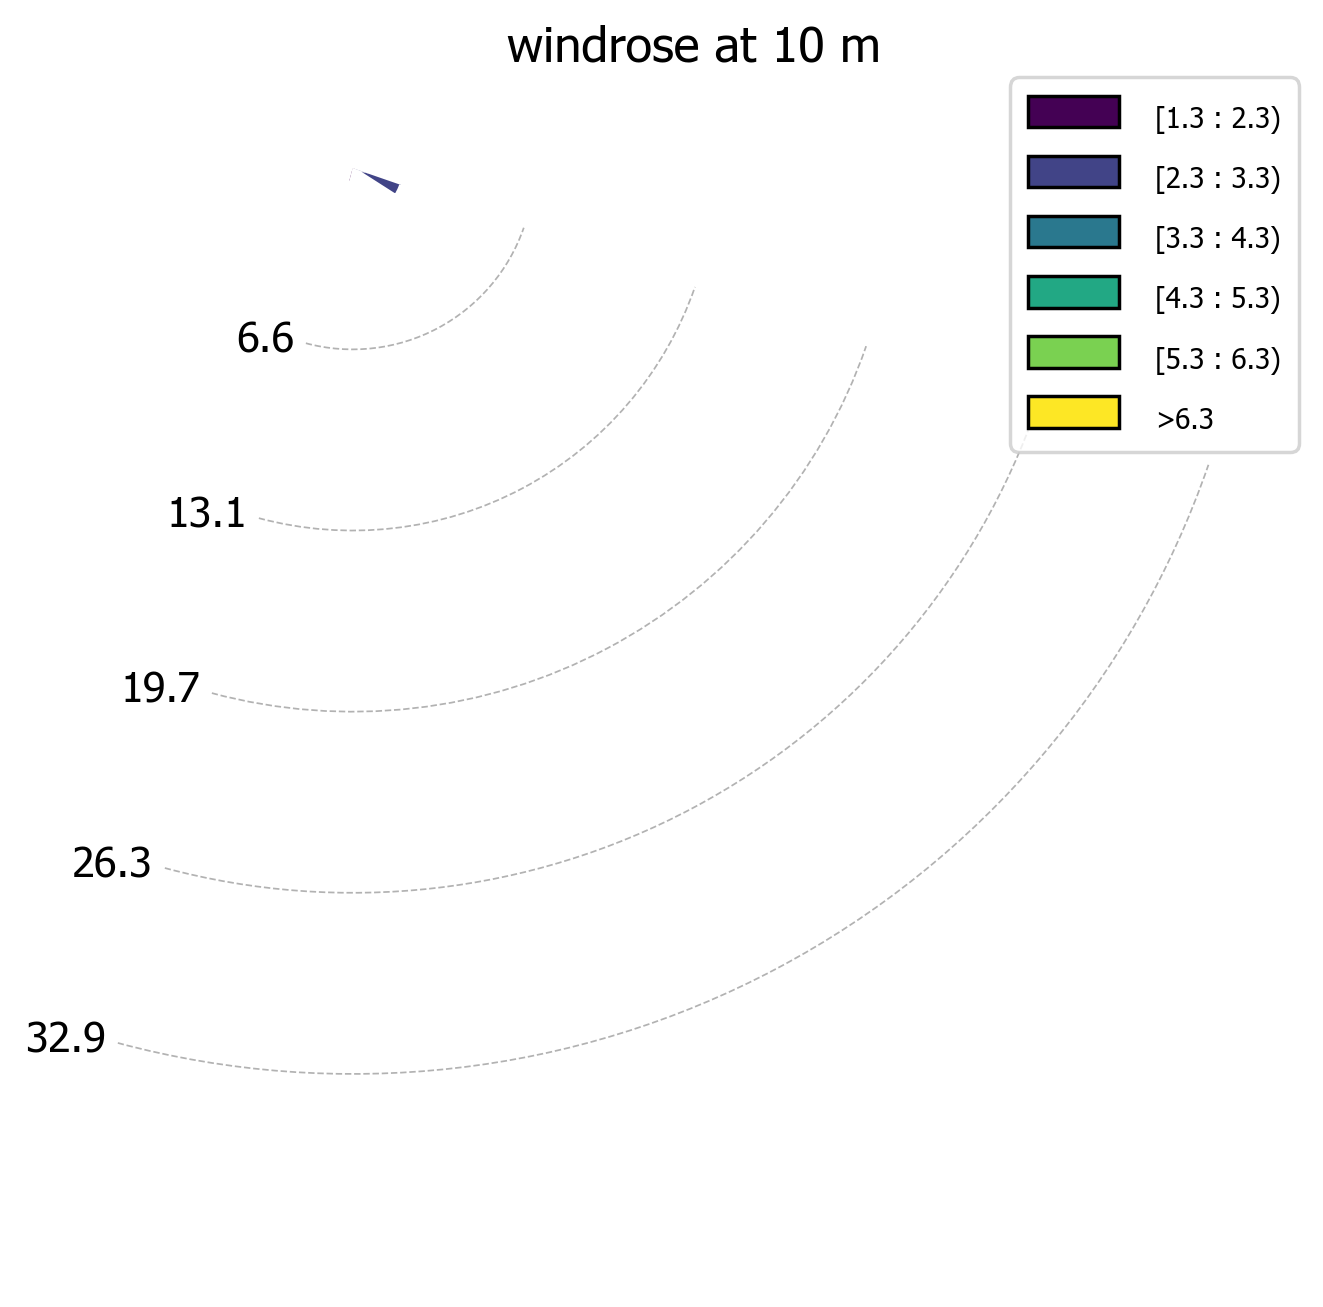 windrose at 10 m
[1.3 : 2.3)
[2.3 : 3.3)
[3.3 : 4.3)
[4.3 : 5.3)
[5.3 : 6.3)
>6.3
6.6
13.1
19.7
26.3
32.9